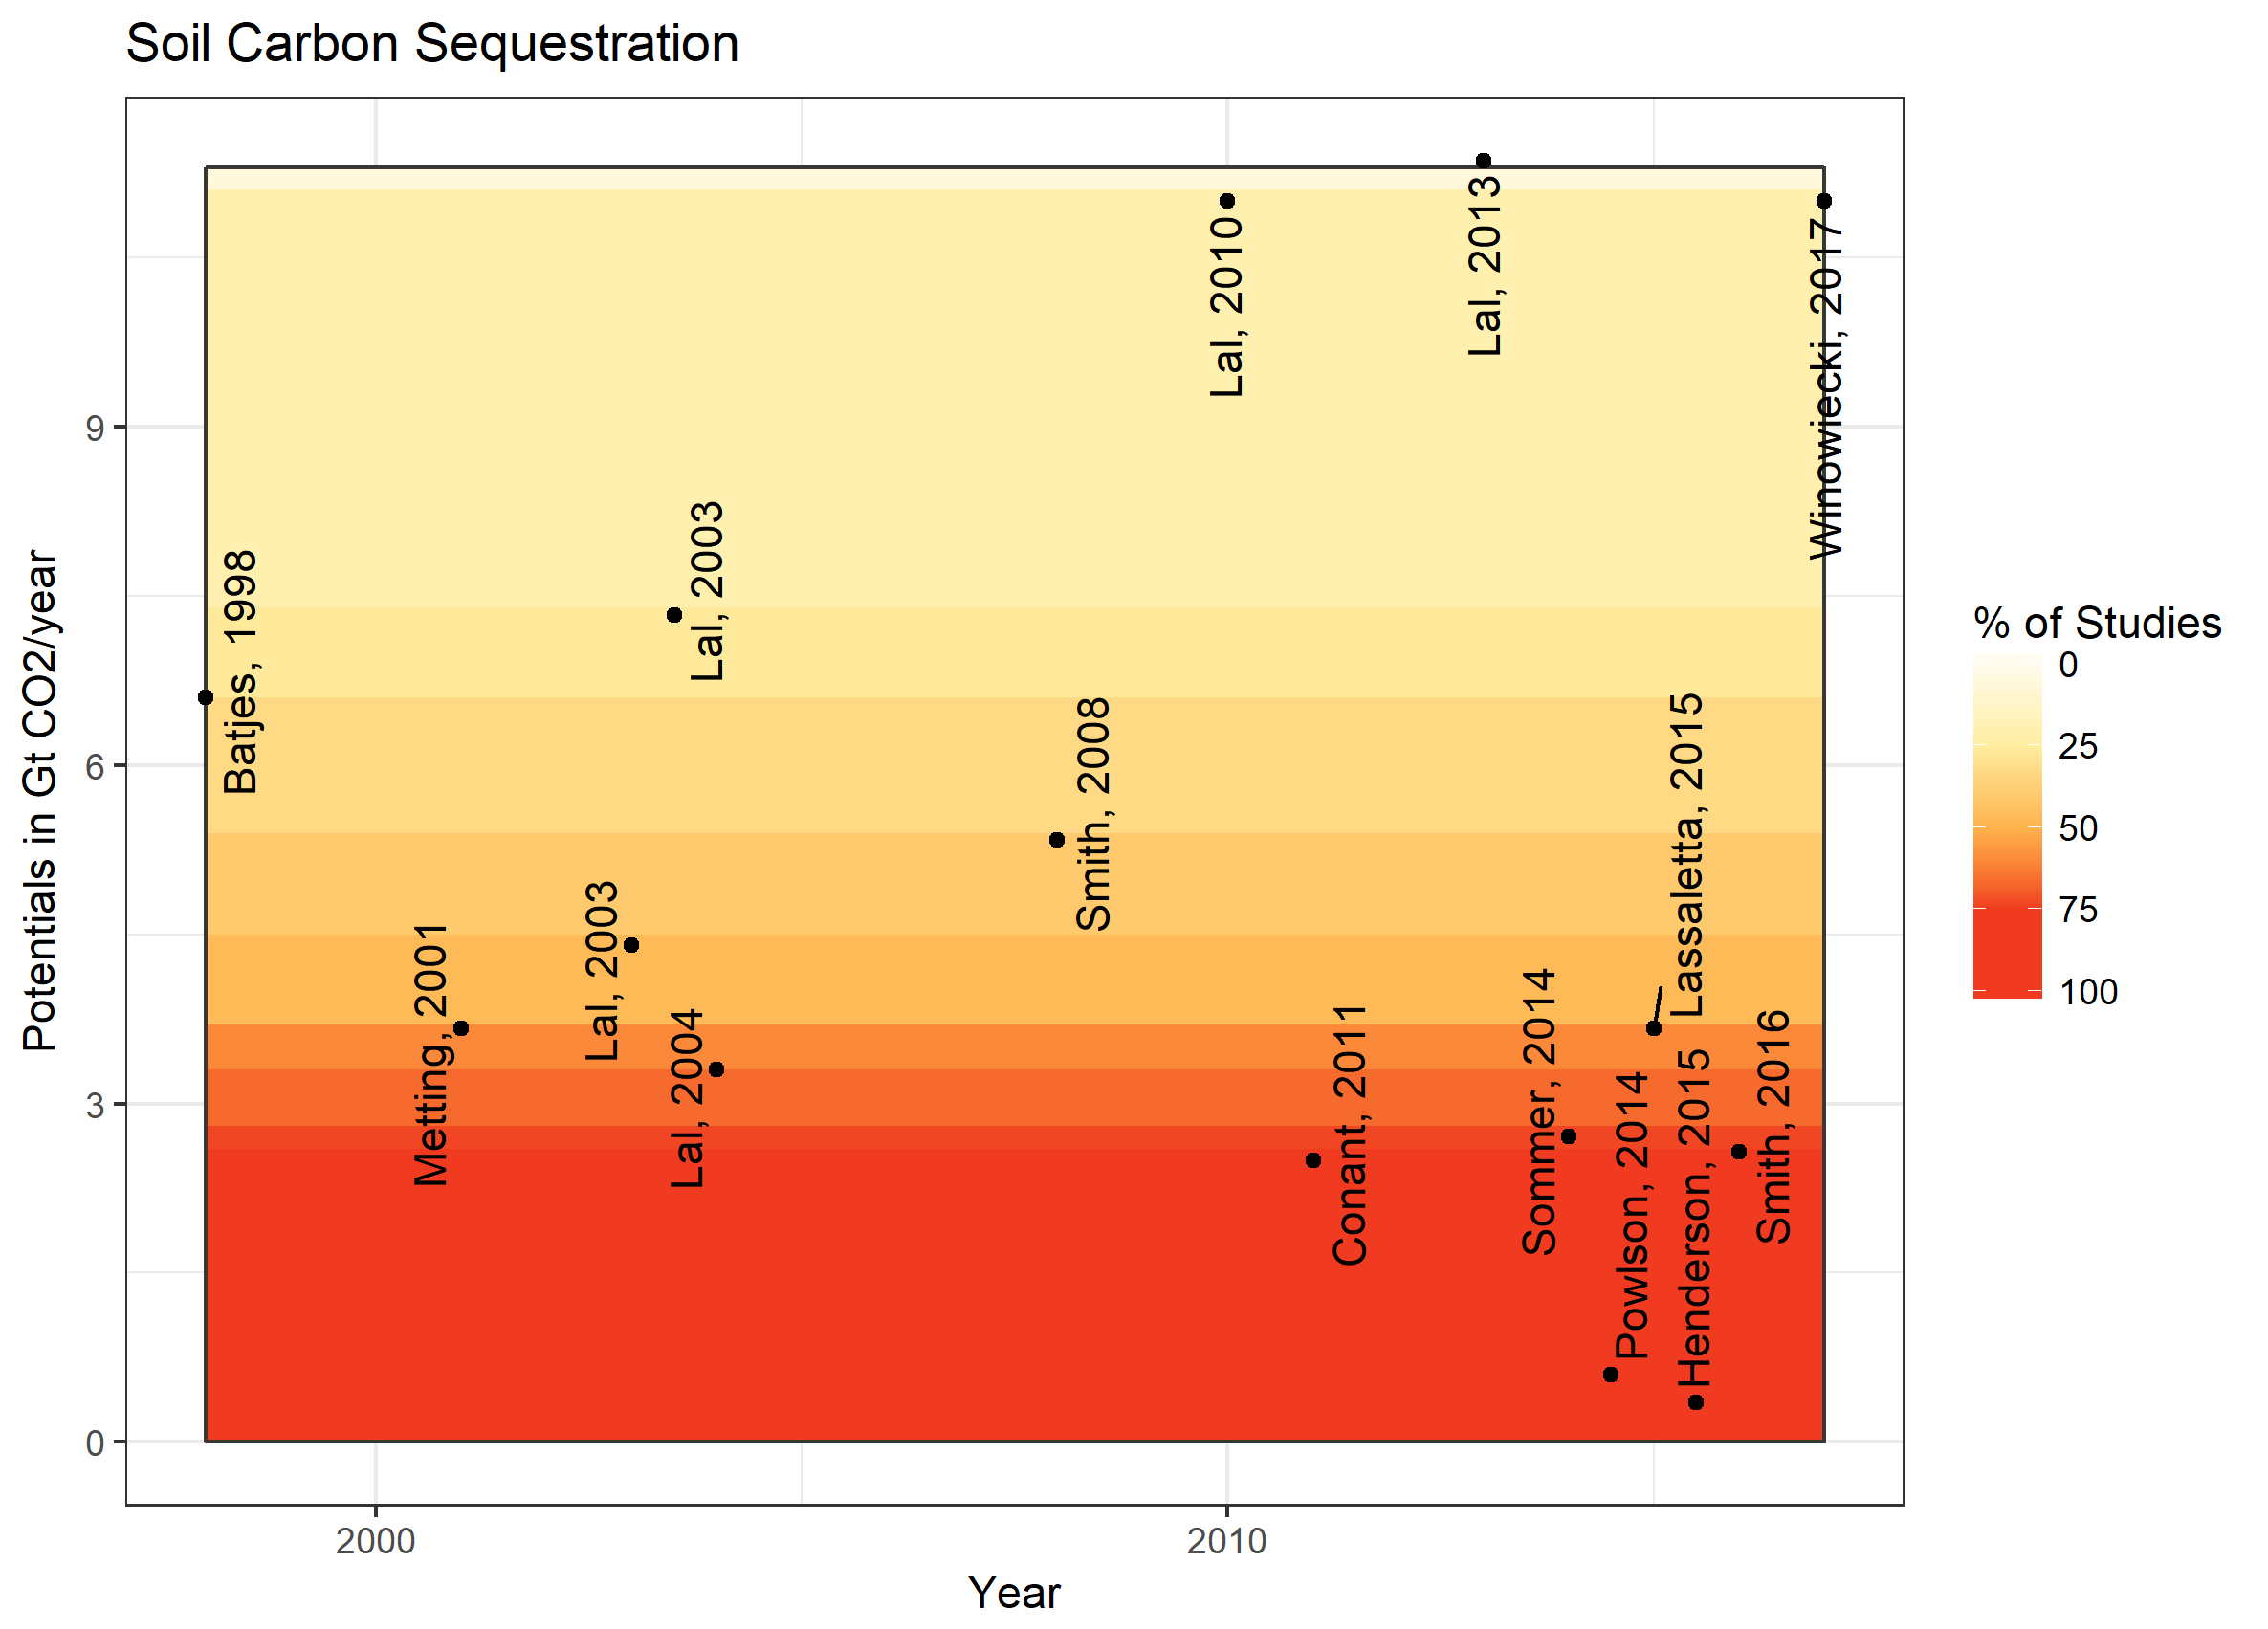 Soil Carbon Sequestration
Potentials in Gt CO2/year
9
6
3
0
Batjes, 1998
Metting, 2001
Lal, 2003
Lal, 2003
Lal, 2004
Smith, 2008
Lal, 2010
Conant, 2011
Lal, 2013
Sommer, 2014
Powlson, 2014
Lassaletta, 2015
Henderson, 2015
Smith, 2016
Winowiecki, 2017
2000
2010
Year
% of Studies
0
25
50
75
100